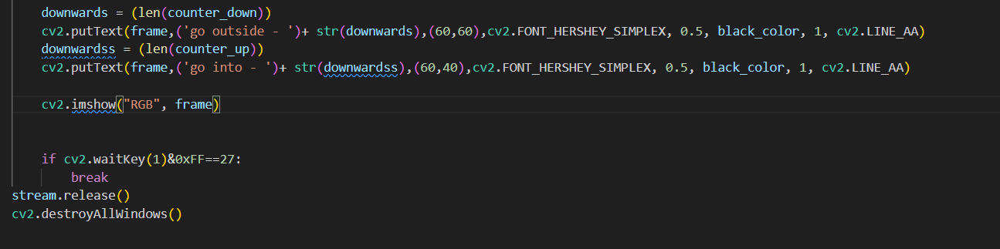 downwards = (len(counter_down))
cv2.putText(frame,('go outside - ')+ str(downwards),(60,60),cv2.FONT_HERSHEY_SIMPLEX, 0.5, black_color, 1, cv2.LINE_AA)
downwardss = (len(counter_up))
cv2.putText(frame,('go into - ')+ str(downwardss),(60,40),cv2.FONT_HERSHEY_SIMPLEX, 0.5, black_color, 1, cv2.LINE_AA)
cv2.imshow("RGB", frame)
if cv2.waitKey(1)&0xFF==27:
break
stream.release()
cv2.destroyAllWindows()